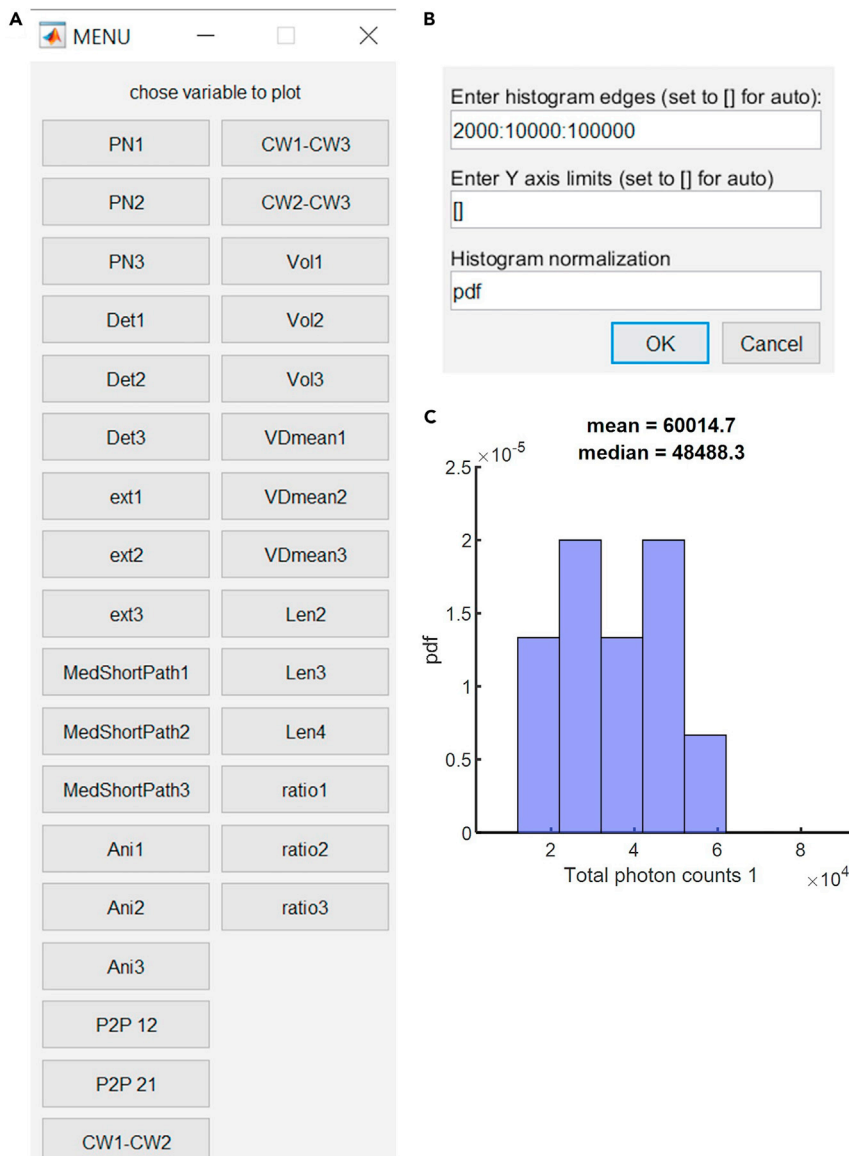 A
MENU
chose variable to plot
PN1
CW1-CW3
PN2
CW2-CW3
PN3
Vol1
Det1
Vol2
Det2
Vol3
Det3
VDmean1
ext1
VDmean2
ext2
VDmean3
ext3
Len2
MedShortPath1
Len3
MedShortPath2
Len4
MedShortPath3
ratio1
Ani1
ratio2
Ani2
ratio3
Ani3
P2P 12
P2P 21
CW1-CW2
B
Enter histogram edges (set to [] for auto):
2000:10000:100000
Enter Y axis limits (set to [] for auto)
[]
Histogram normalization
pdf
OK
Cancel
C
mean = 60014.7
median = 48488.3
×10⁻⁵
2.5
2
1.5
1
0.5
0
pdf
2 4 6 8
Total photon counts 1
×10⁴